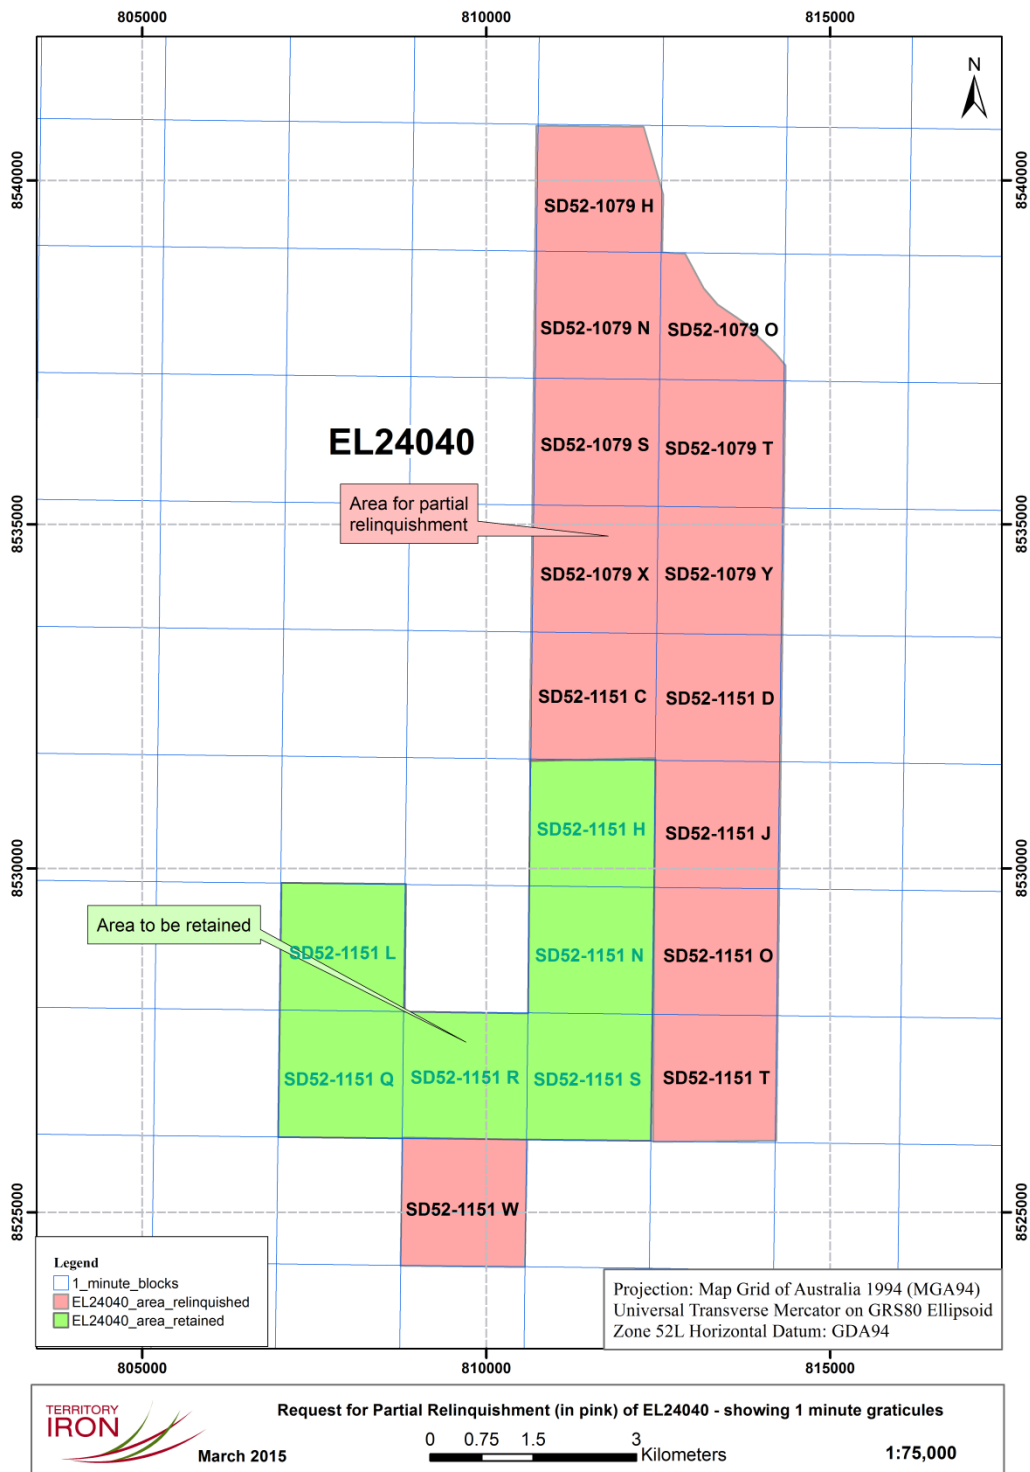 805000
810000
815000
N
8540000
8540000
SD52-1079 H
SD52-1079 N
SD52-1079 O
EL24040
SD52-1079 S
SD52-1079 T
Area for partial
relinquishment
8535000
8535000
SD52-1079 X
SD52-1079 Y
SD52-1151 C
SD52-1151 D
SD52-1151 H
SD52-1151 J
8530000
8530000
Area to be retained
SD52-1151 L
SD52-1151 N
SD52-1151 O
SD52-1151 Q
SD52-1151 R
SD52-1151 S
SD52-1151 T
SD52-1151 W
8525000
8525000
Legend
1_minute_blocks
EL24040_area_relinquished
EL24040_area_retained
Projection: Map Grid of Australia 1994 (MGA94)
Universal Transverse Mercator on GRS80 Ellipsoid
Zone 52L Horizontal Datum: GDA94
805000
810000
815000
TERRITORY
IRON
March 2015
Request for Partial Relinquishment (in pink) of EL24040 - showing 1 minute graticules
0 0.75 1.5 3
Kilometers
1:75,000